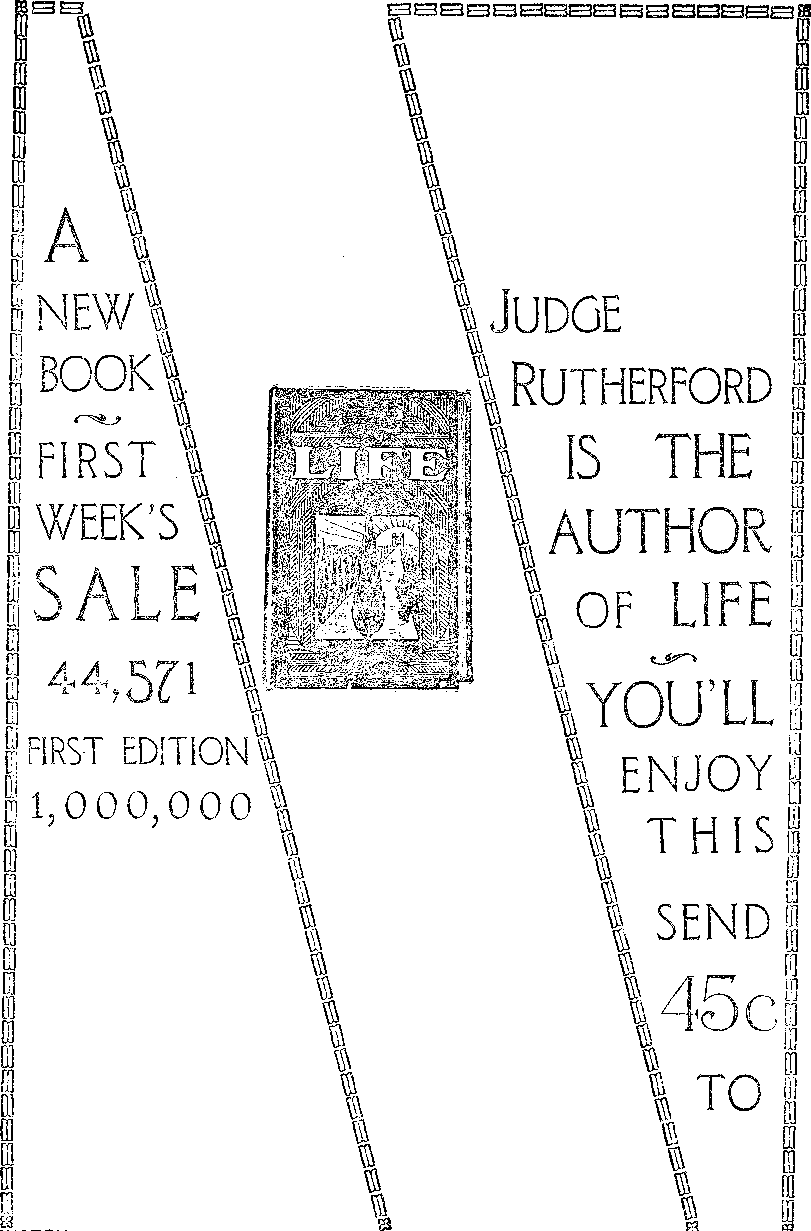 A
NEW
BOOK
FIRST
WEEK'S
SALE
44,571
FIRST EDITION
1,000,000
LIFE
JUDGE
RUTHERFORD
IS THE
AUTHOR
OF LIFE
YOU'LL
ENJOY
THIS
SEND
45c
TO